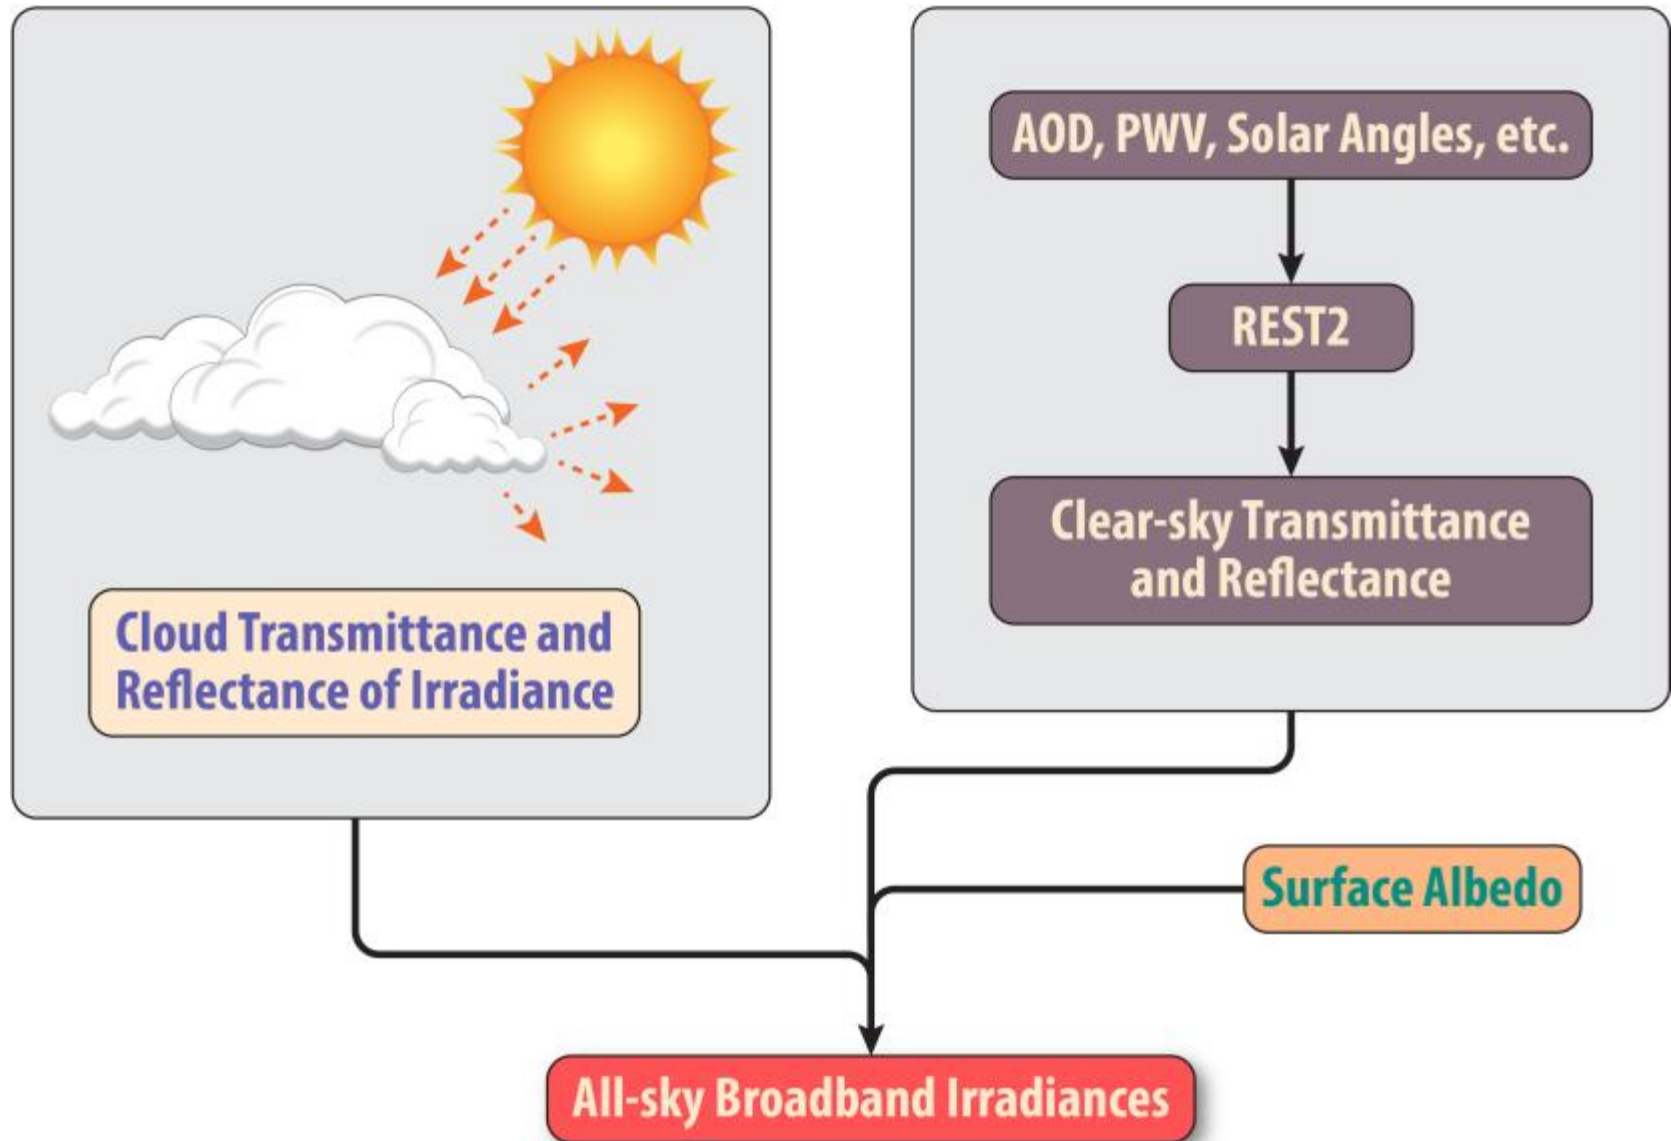 Cloud Transmittance and
Reflectance of Irradiance
AOD, PWV, Solar Angles, etc.
REST2
Clear-sky Transmittance
and Reflectance
Surface Albedo
All-sky Broadband Irradiances